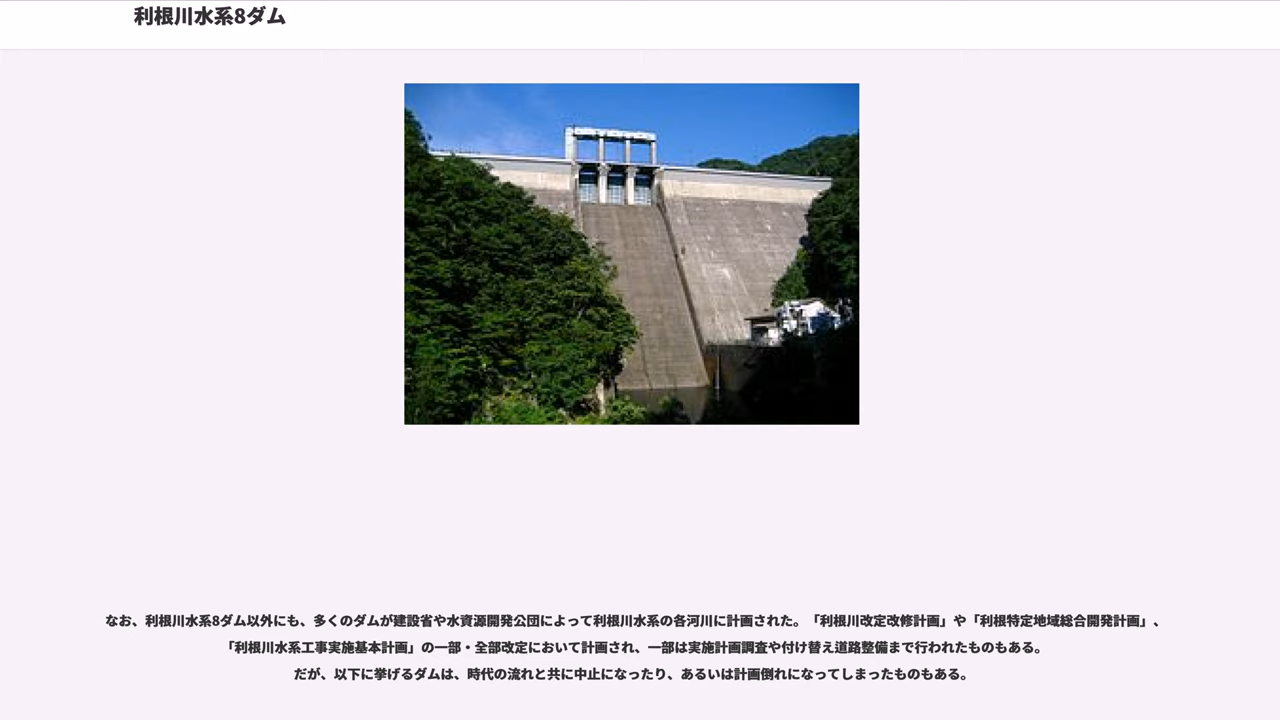 利根川水系8ダム
なお、利根川水系8ダム以外にも、多くのダムが建設省や水資源開発公団によって利根川水系の各河川に計画された。「利根川改定改修計画」や「利根特定地域総合開発計画」、
「利根川水系工事実施基本計画」の一部・全部改定において計画され、一部は実施計画調査や付け替え道路整備まで行われたものもある。
だが、以下に挙げるダムは、時代の流れと共に中止になったり、あるいは計画倒れになってしまったものもある。